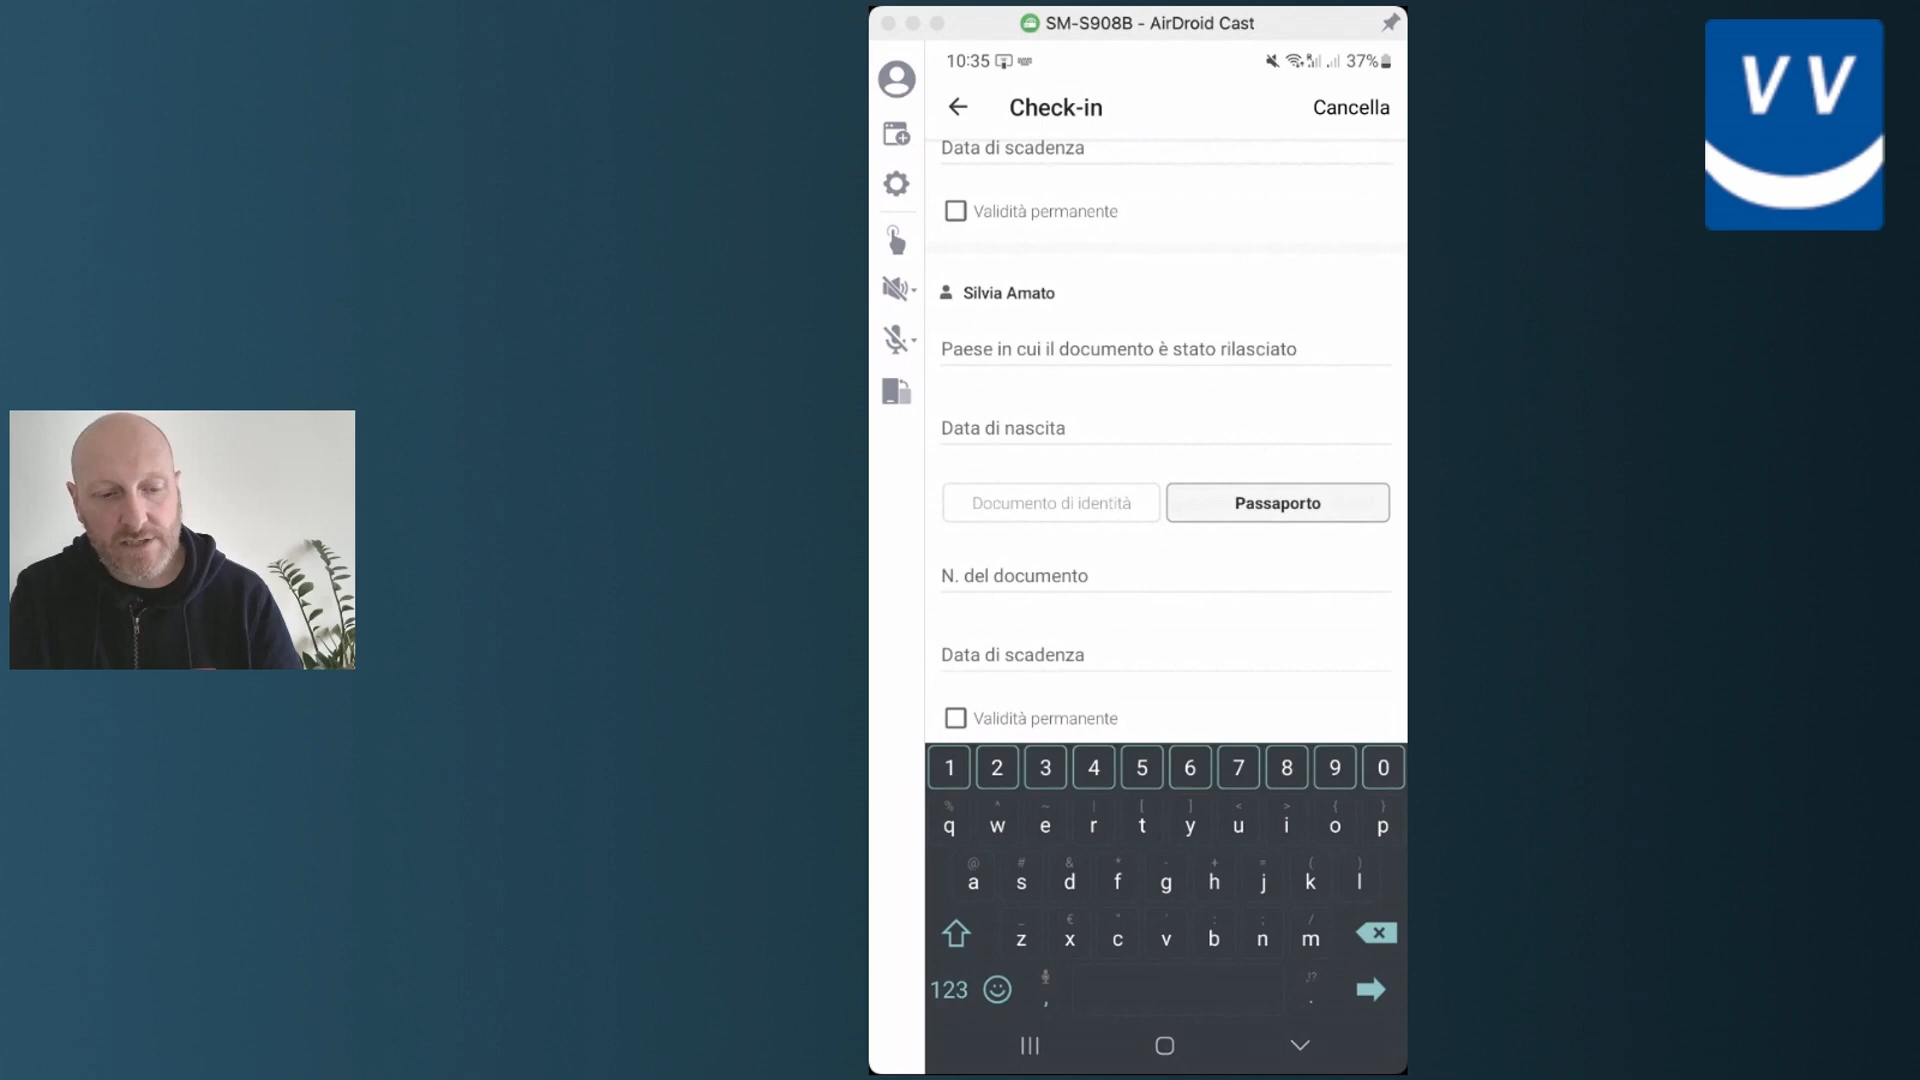 SM-S908B - AirDroid Cast
10:35
37%
Check-in
Cancella
Data di scadenza
Validità permanente
Silvia Amato
Paese in cui il documento è stato rilasciato
Data di nascita
Documento di identità
Passaporto
N. del documento
Data di scadenza
Validità permanente
1 2 3 4 5 6 7 8 9 0
% ^ ~ | [ ] < > { }
q w e r t y u i o p
@ # & * - + = ( )
a s d f g h j k l
_ € " ' : ; /
z x c v b n m
123 , !? .
VV